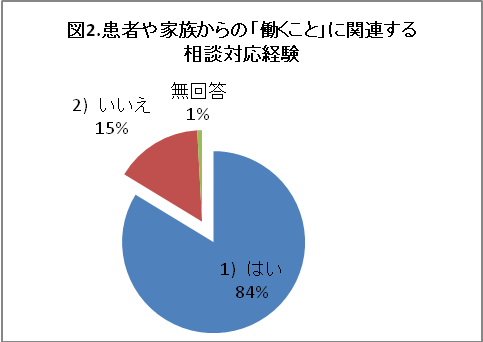 図2.患者や家族からの「働くこと」に関連する
相談対応経験
無回答
1%
2) いいえ
15%
1) はい
84%